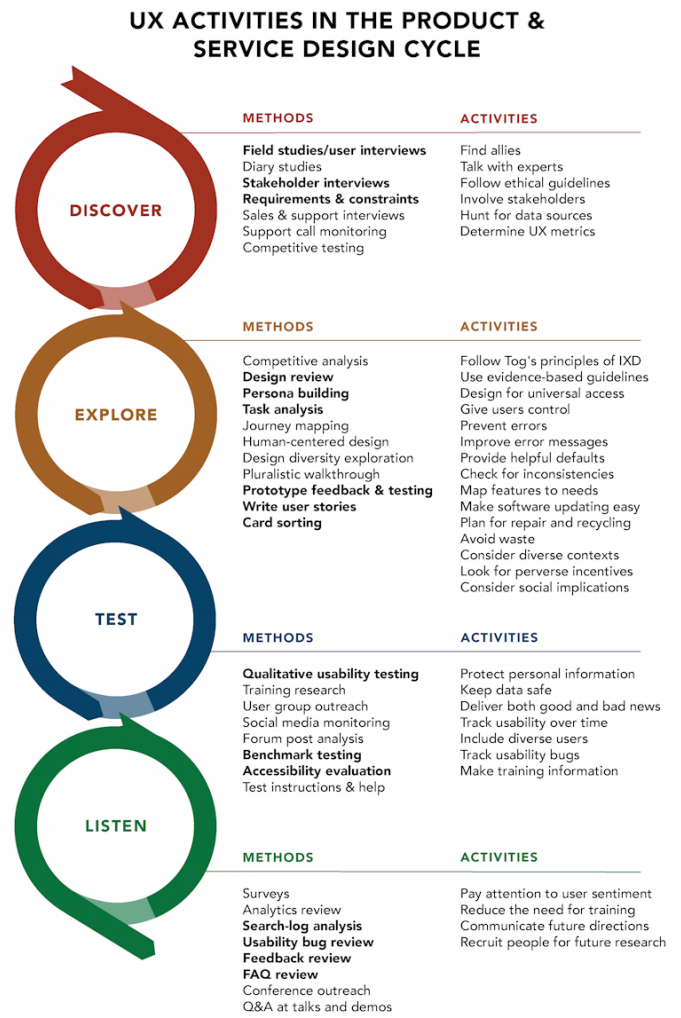 UX ACTIVITIES IN THE PRODUCT &
SERVICE DESIGN CYCLE
DISCOVER
METHODS
Field studies/user interviews
Diary studies
Stakeholder interviews
Requirements & constraints
Sales & support interviews
Support call monitoring
Competitive testing
ACTIVITIES
Find allies
Talk with experts
Follow ethical guidelines
Involve stakeholders
Hunt for data sources
Determine UX metrics
EXPLORE
METHODS
Competitive analysis
Design review
Persona building
Task analysis
Journey mapping
Human-centered design
Design diversity exploration
Pluralistic walkthrough
Prototype feedback & testing
Write user stories
Card sorting
ACTIVITIES
Follow Tog's principles of IXD
Use evidence-based guidelines
Design for universal access
Give users control
Prevent errors
Improve error messages
Provide helpful defaults
Check for inconsistencies
Map features to needs
Make software updating easy
Plan for repair and recycling
Avoid waste
Consider diverse contexts
Look for perverse incentives
Consider social implications
TEST
METHODS
Qualitative usability testing
Training research
User group outreach
Social media monitoring
Forum post analysis
Benchmark testing
Accessibility evaluation
Test instructions & help
ACTIVITIES
Protect personal information
Keep data safe
Deliver both good and bad news
Track usability over time
Include diverse users
Track usability bugs
Make training information
LISTEN
METHODS
Surveys
Analytics review
Search-log analysis
Usability bug review
Feedback review
FAQ review
Conference outreach
Q&A at talks and demos
ACTIVITIES
Pay attention to user sentiment
Reduce the need for training
Communicate future directions
Recruit people for future research